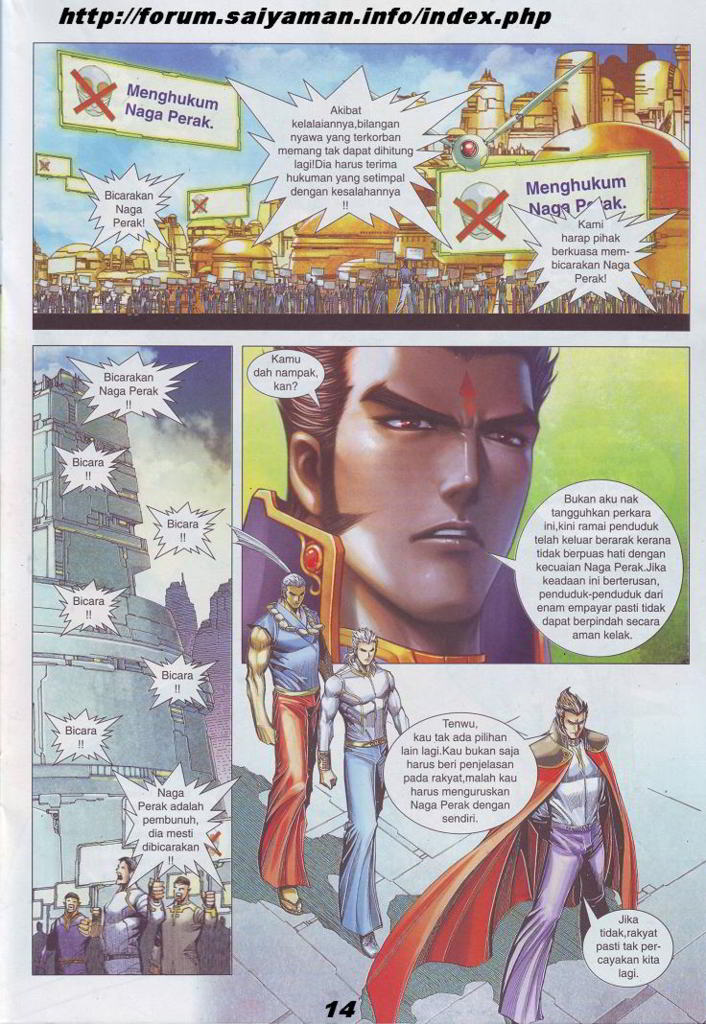 http://forum.saiyaman.info/index.php
Menghukum
Naga Perak.
Akibat
kelalaiannya,bilangan
nyawa yang terkorban
memang tak dapat dihitung
lagi!Dia harus terima
hukuman yang setimpal
dengan kesalahannya
!!
Bicarakan
Naga
Perak!
Menghukum
Naga Perak.
Kami
harap pihak
berkuasa mem-
bicarakan Naga
Perak!
Bicarakan
Naga Perak
!!
Bicara
!!
Bicara
!!
Bicara
!!
Bicara
!!
Bicara
!!
Naga
Perak adalah
pembunuh,
dia mesti
dibicarakan
!!
Kamu
dah nampak,
kan?
Bukan aku nak
tangguhkan perkara
ini,kini ramai penduduk
telah keluar berarak kerana
tidak berpuas hati dengan
kecuaian Naga Perak.Jika
keadaan ini berterusan,
penduduk-penduduk dari
enam empayar pasti tidak
dapat berpindah secara
aman kelak.
Tenwu,
kau tak ada pilihan
lain lagi.Kau bukan saja
harus beri penjelasan
pada rakyat,malah kau
harus menguruskan
Naga Perak dengan
sendiri.
Jika
tidak,rakyat
pasti tak per-
cayakan kita
lagi.
14